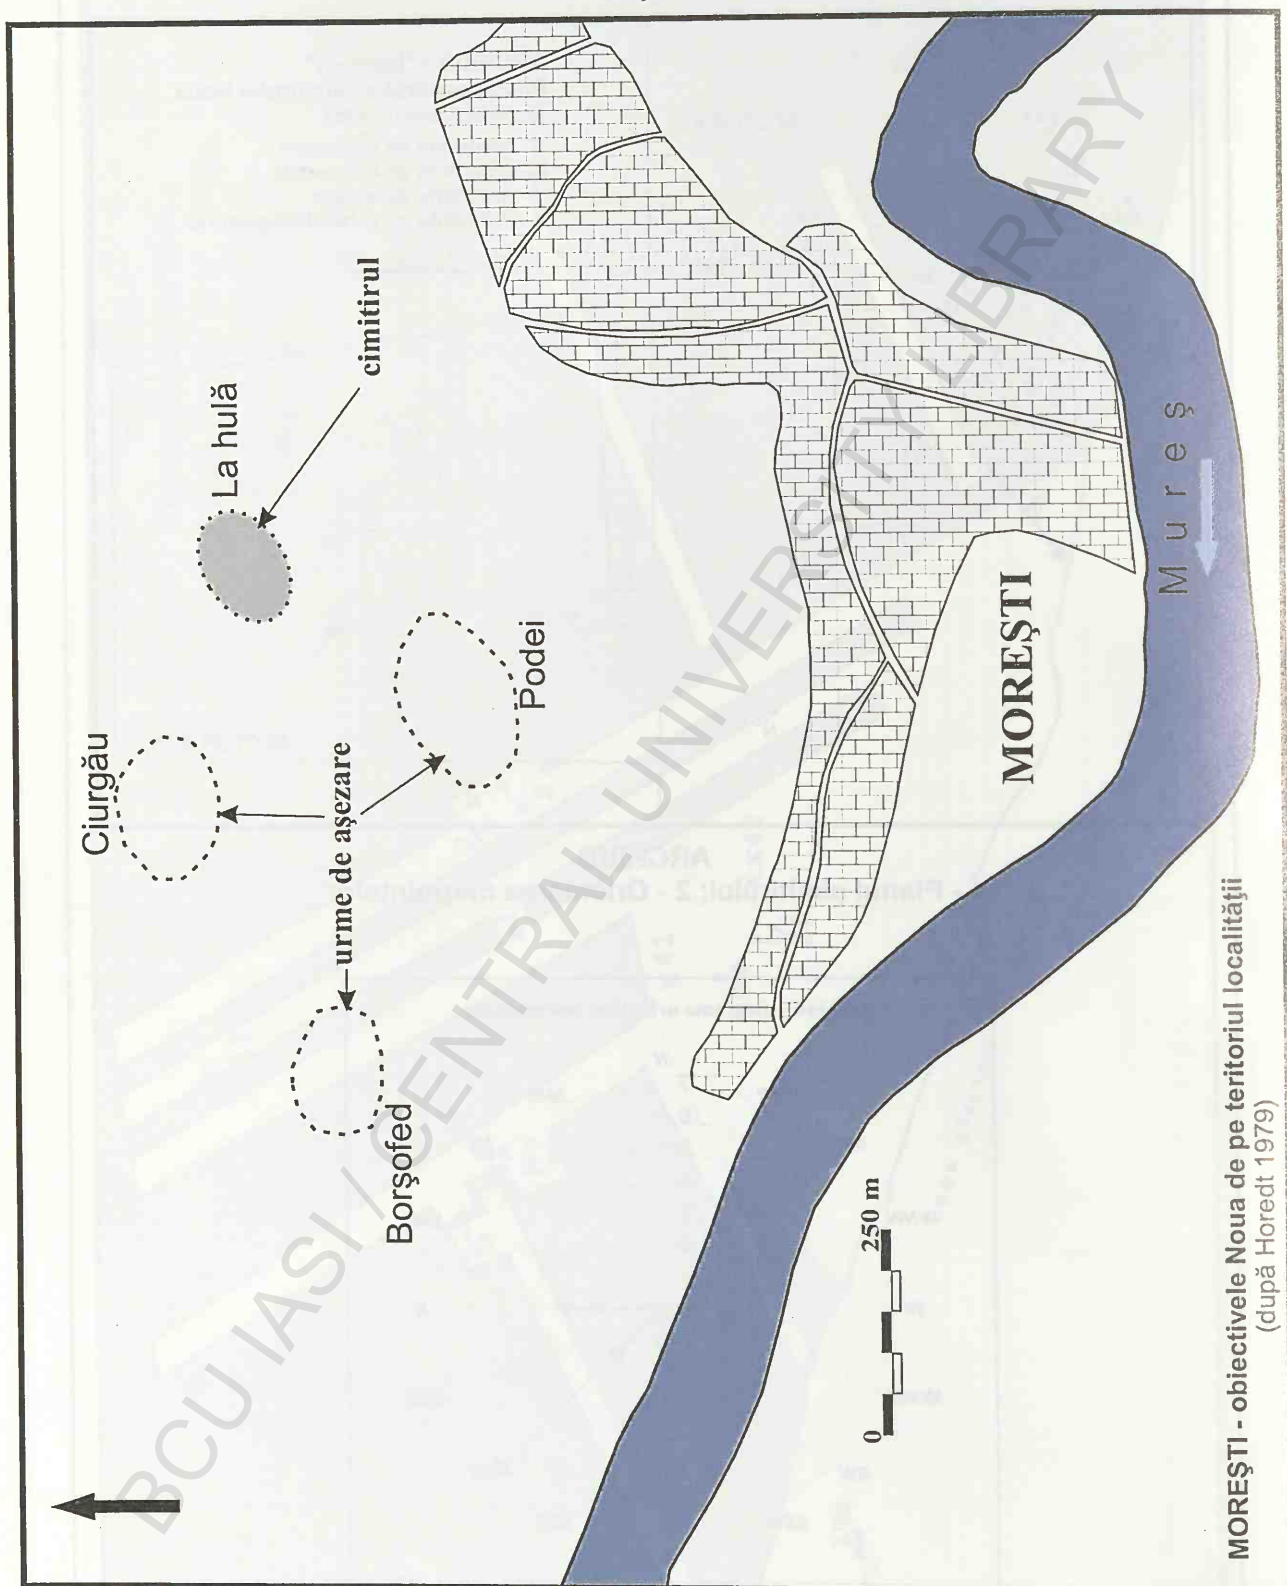 Ciurgău
La hulă
cimitirul
urme de așezare
Borșofed
Podei
MOREȘTI
Mureș
0 250 m
MOREȘTI - obiectivele Noua de pe teritoriul localității
(după Horedt 1979)
BCU IASI / CENTRAL UNIVERSITY LIBRARY